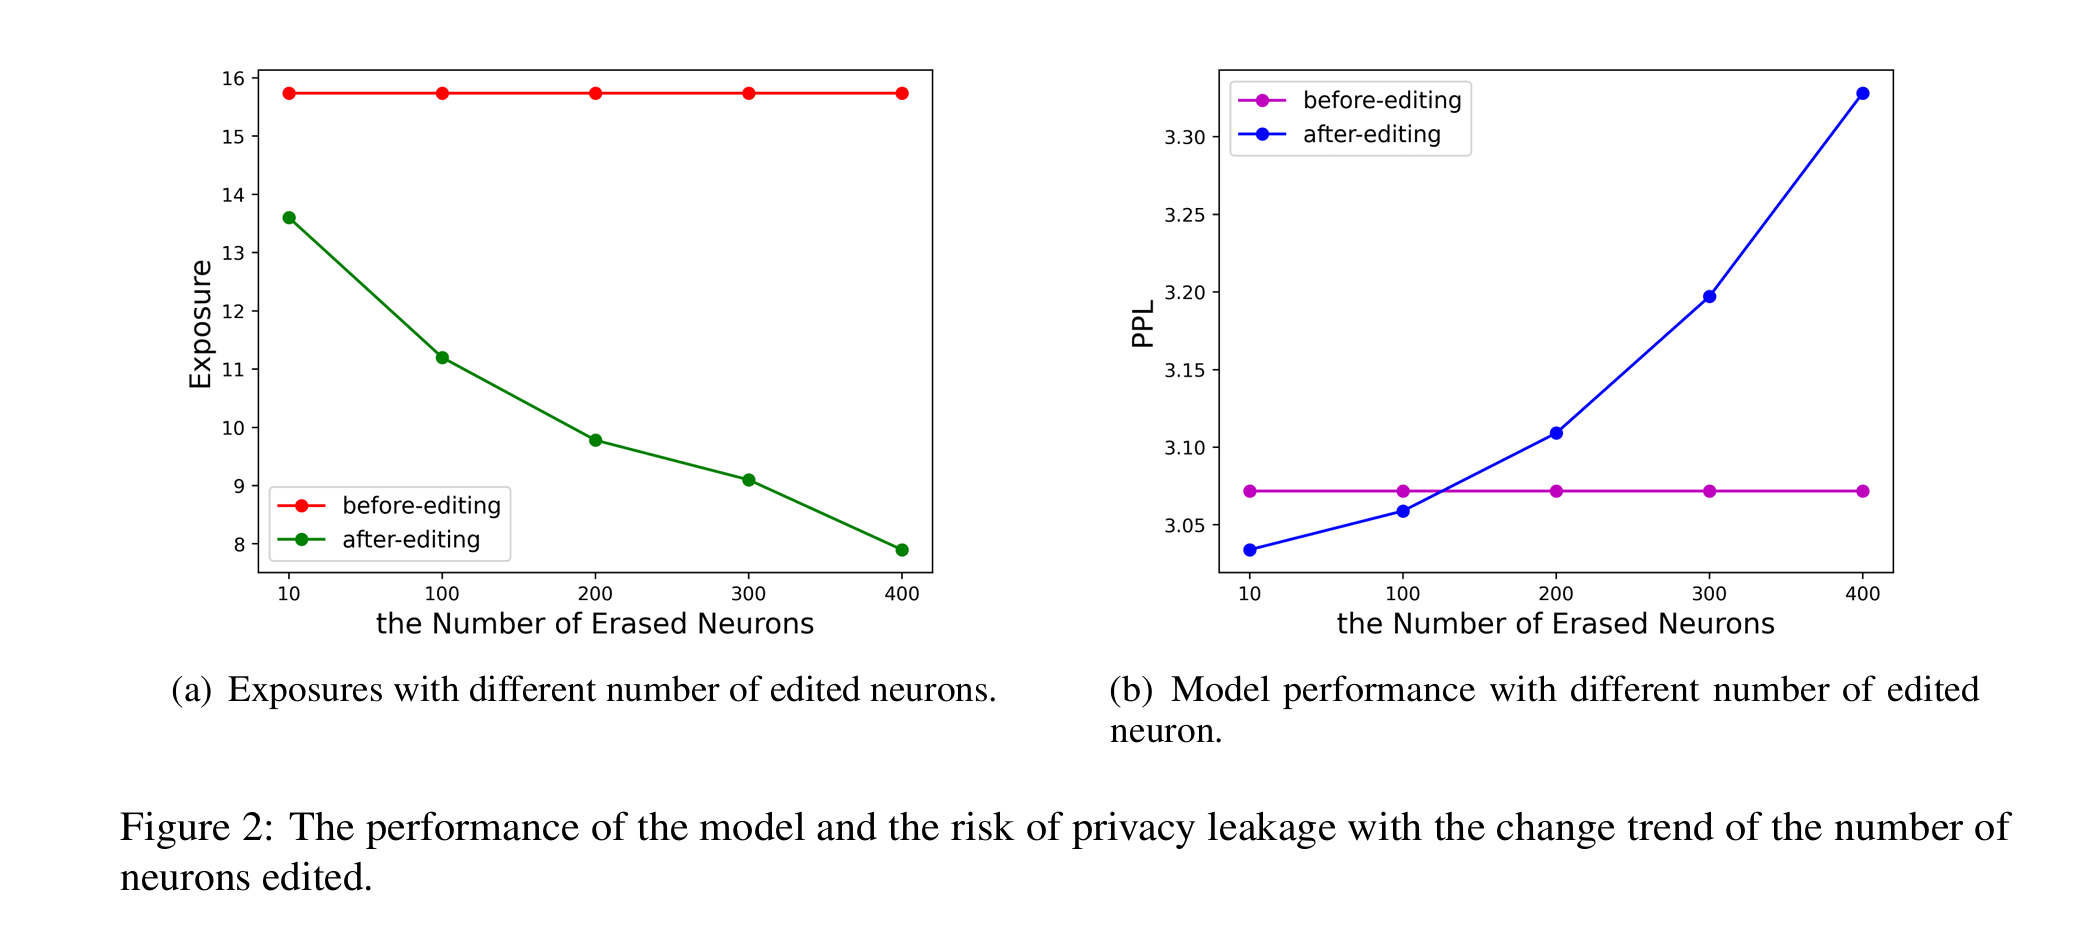 16
15
14
13
12
11
10
9
8
Exposure
before-editing
after-editing
10 100 200 300 400
the Number of Erased Neurons
(a) Exposures with different number of edited neurons.
before-editing
after-editing
3.30
3.25
3.20
3.15
3.10
3.05
PPL
10 100 200 300 400
the Number of Erased Neurons
(b) Model performance with different number of edited
neuron.
Figure 2: The performance of the model and the risk of privacy leakage with the change trend of the number of
neurons edited.